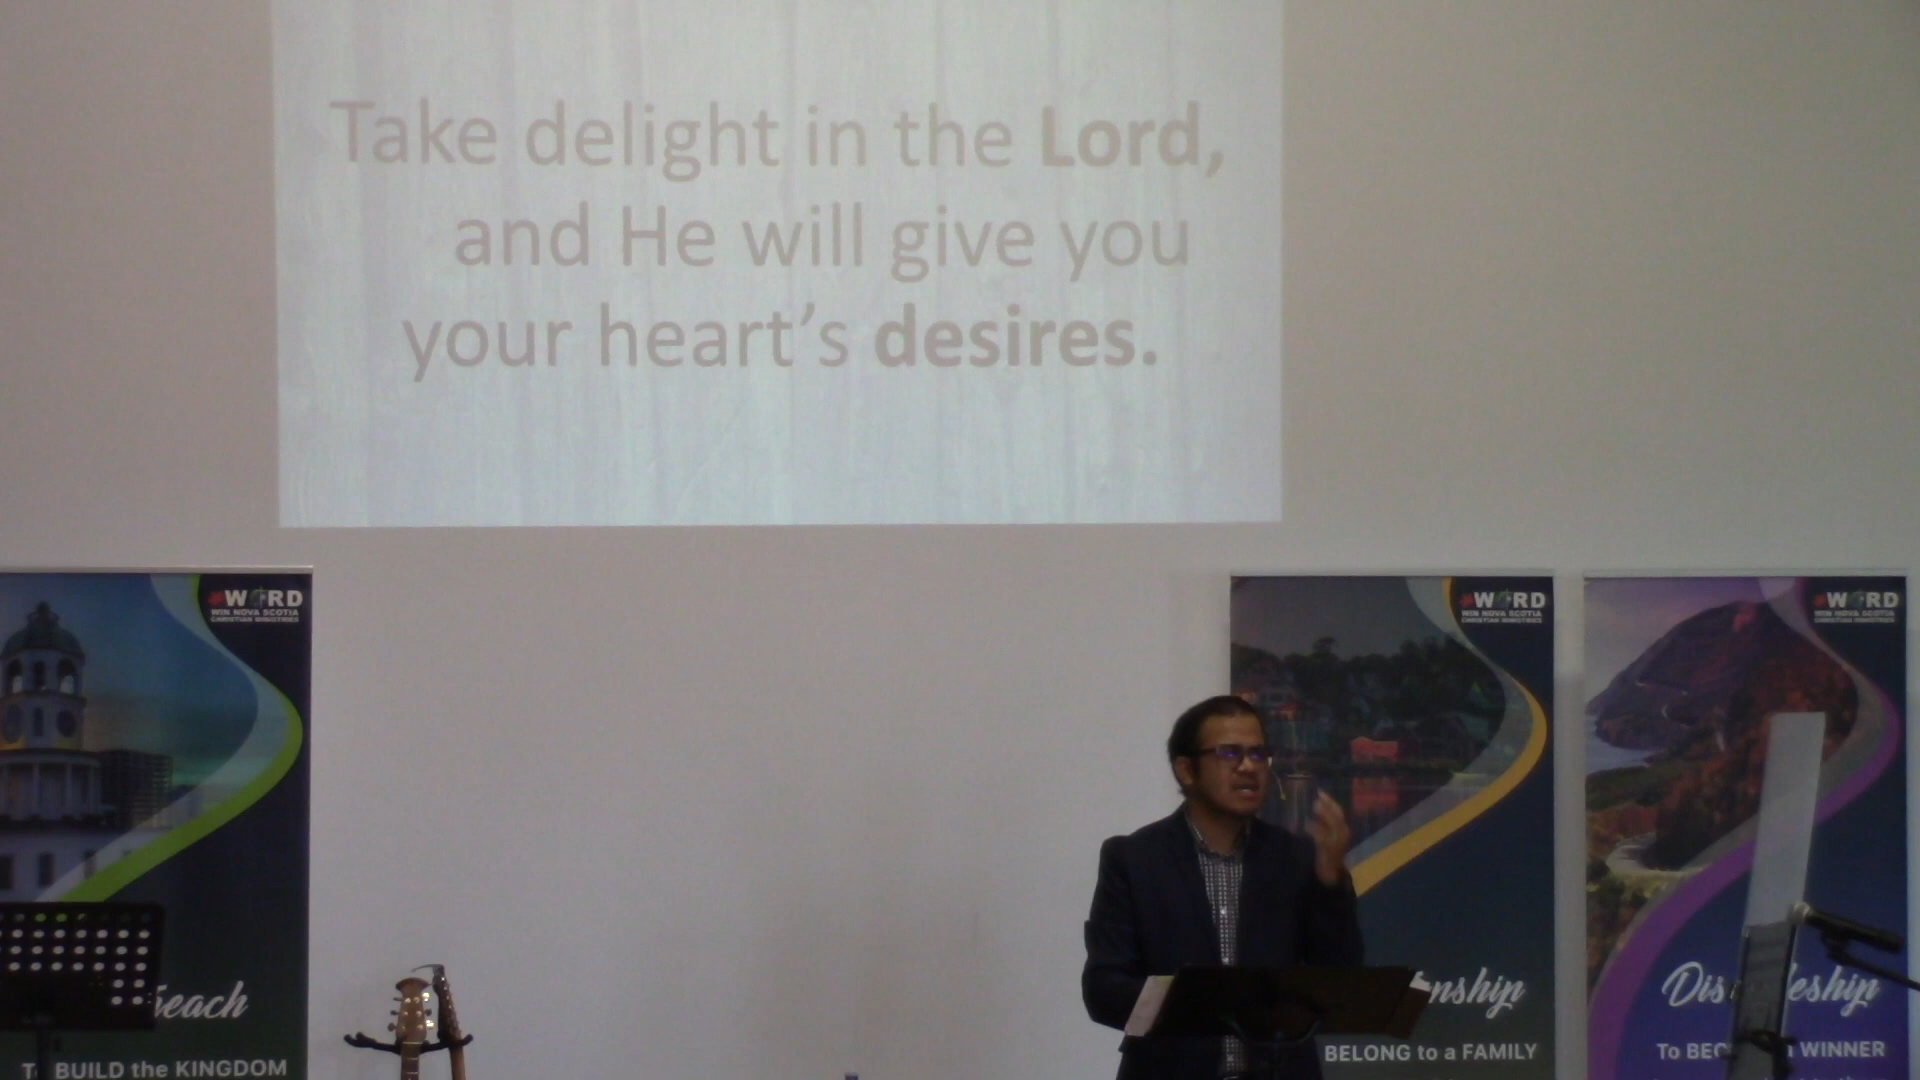 Take delight in the Lord,
and He will give you
your heart's desires.
WORD
WIN NOVA SCOTIA
CHRISTIAN MINISTRIES
To BUILD the KINGDOM
WORD
WIN NOVA SCOTIA
CHRISTIAN MINISTRIES
BELONG to a FAMILY
WORD
WIN NOVA SCOTIA
CHRISTIAN MINISTRIES
Discipleship
WINNER